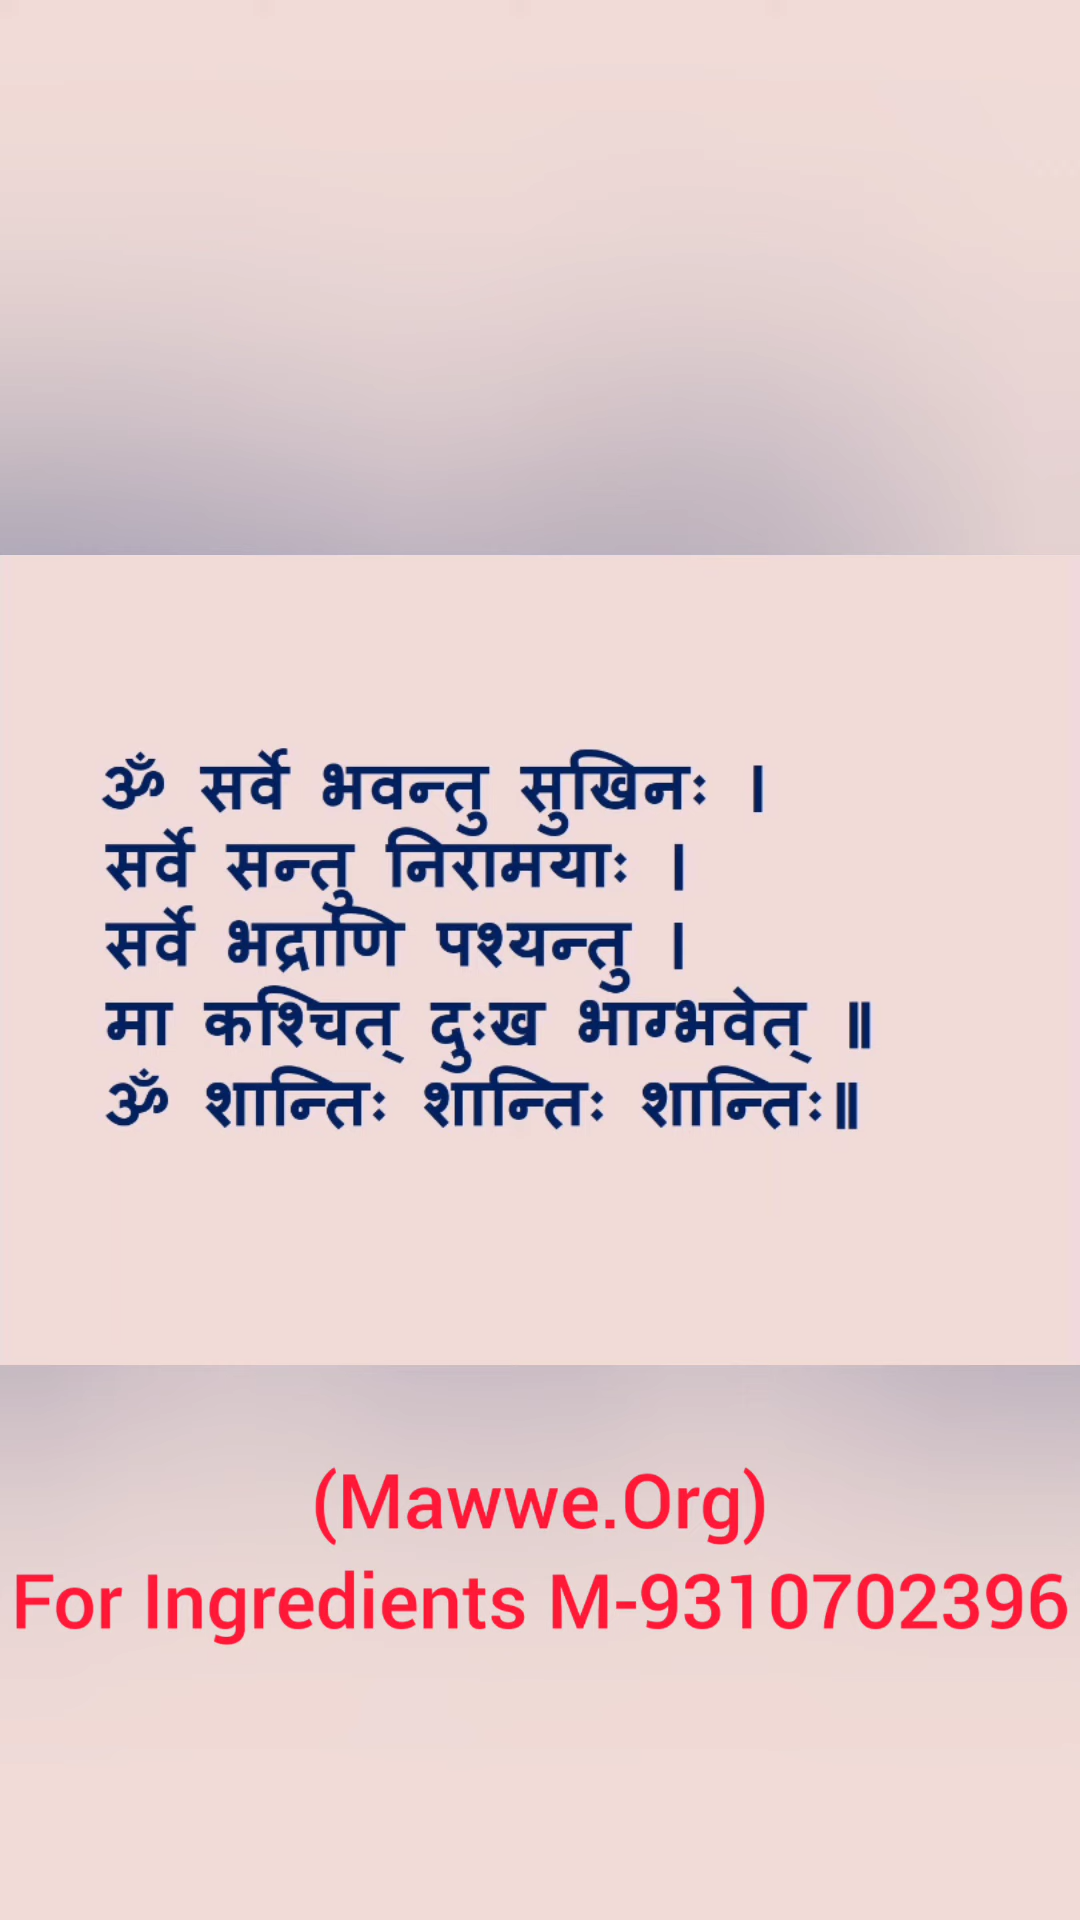 ॐ सर्वे भवन्तु सुखिनः ।
सर्वे सन्तु निरामयाः ।
सर्वे भद्राणि पश्यन्तु ।
मा कश्चित् दुःख भाग्भवेत् ॥
ॐ शान्तिः शान्तिः शान्तिः॥
(Mawwe.Org)
For Ingredients M-9310702396